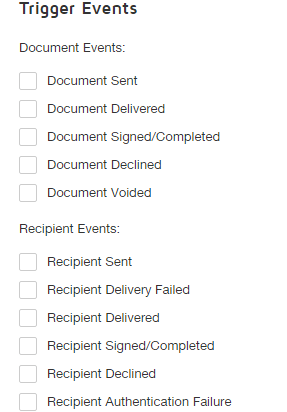 Trigger Events
Document Events:
Document Sent
Document Delivered
Document Signed/Completed
Document Declined
Document Voided
Recipient Events:
Recipient Sent
Recipient Delivery Failed
Recipient Delivered
Recipient Signed/Completed
Recipient Declined
Recipient Authentication Failure